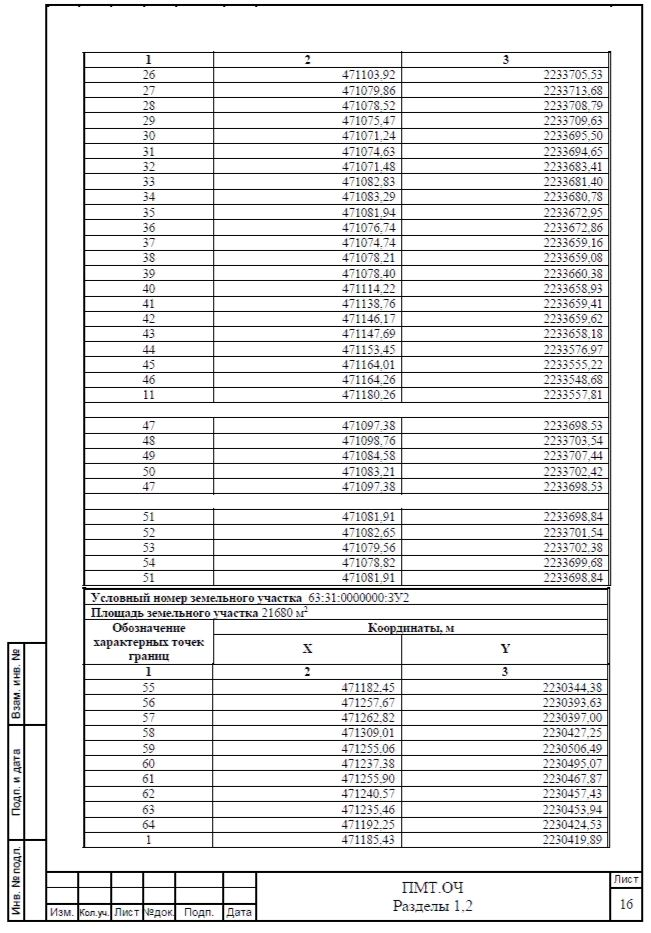 1 2 3
26 471103,92 2233705,53
27 471079,86 2233713,68
28 471078,52 2233708,79
29 471075,47 2233709,63
30 471071,24 2233695,50
31 471074,63 2233694,65
32 471071,48 2233683,41
33 471082,83 2233681,40
34 471083,29 2233680,78
35 471081,94 2233672,95
36 471076,74 2233672,86
37 471074,74 2233659,16
38 471078,21 2233659,08
39 471078,40 2233660,38
40 471114,22 2233658,93
41 471138,76 2233659,41
42 471146,17 2233659,62
43 471147,69 2233658,18
44 471153,45 2233576,97
45 471164,01 2233555,22
46 471164,26 2233548,68
11 471180,26 2233557,81
47 471097,38 2233698,53
48 471098,76 2233703,54
49 471084,58 2233707,44
50 471083,21 2233702,42
47 471097,38 2233698,53
51 471081,91 2233698,84
52 471082,65 2233701,54
53 471079,56 2233702,38
54 471078,82 2233699,68
51 471081,91 2233698,84
Условный номер земельного участка 63:31:0000000:ЗУ2
Площадь земельного участка 21680 м²
Обозначение характерных точек границ
Координаты, м
X Y
1 2 3
55 471182,45 2230344,38
56 471257,67 2230393,63
57 471262,82 2230397,00
58 471309,01 2230427,25
59 471255,06 2230506,49
60 471237,38 2230495,07
61 471255,90 2230467,87
62 471240,57 2230457,43
63 471235,46 2230453,94
64 471192,25 2230424,53
1 471185,43 2230419,89
Взам. инв. №
Подп. и дата
Инв. № подл.
Изм. Кол.уч. Лист №док. Подп. Дата
ПМТ.ОЧ
Разделы 1,2
Лист
16